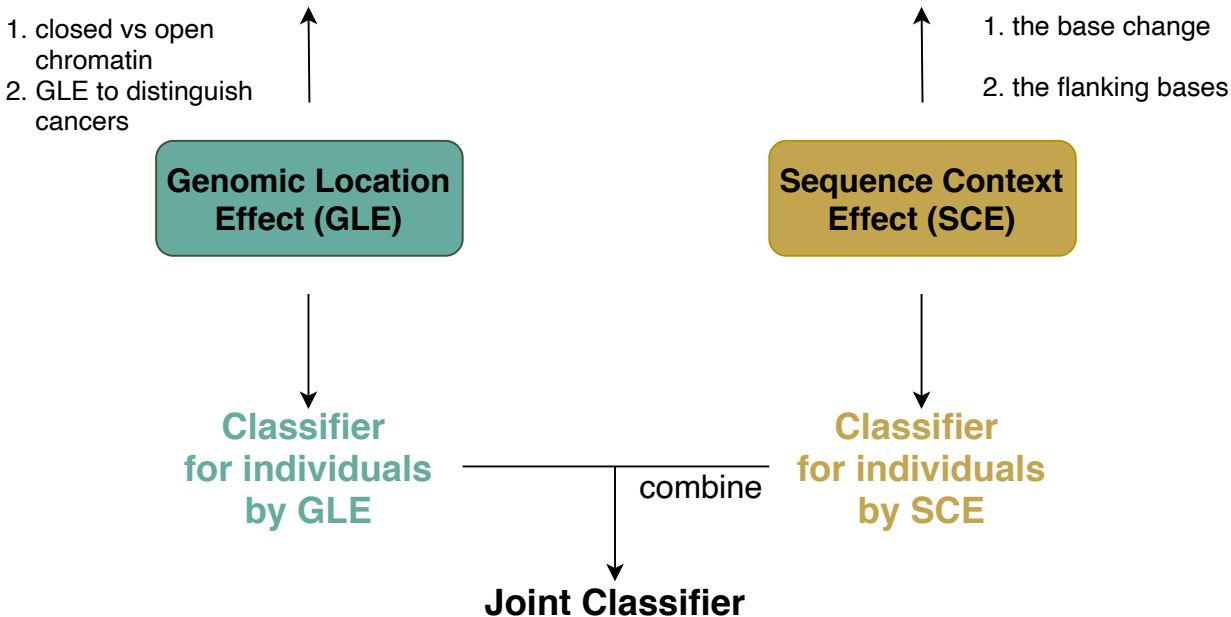 1. closed vs open
chromatin
2. GLE to distinguish
cancers
1. the base change
2. the flanking bases
Genomic Location
Effect (GLE)
Sequence Context
Effect (SCE)
Classifier
for individuals
by GLE
combine
Classifier
for individuals
by SCE
Joint Classifier